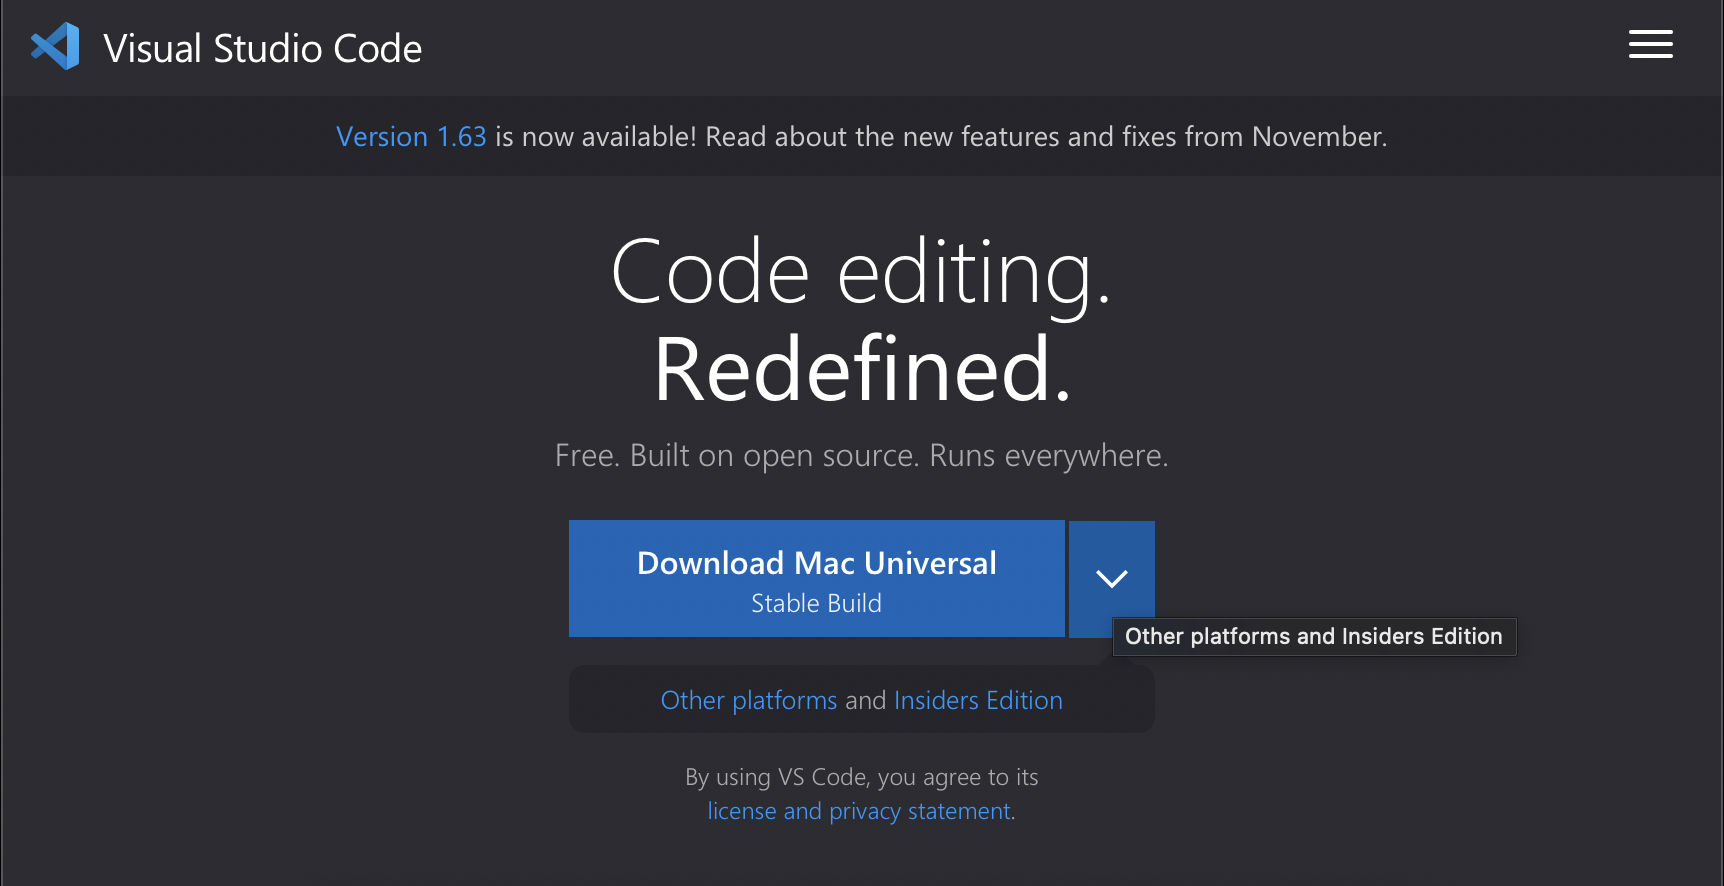 Visual Studio Code
Version 1.63 is now available! Read about the new features and fixes from November.
Code editing.
Redefined.
Free. Built on open source. Runs everywhere.
Download Mac Universal
Stable Build
Other platforms and Insiders Edition
Other platforms and Insiders Edition
By using VS Code, you agree to its
license and privacy statement.